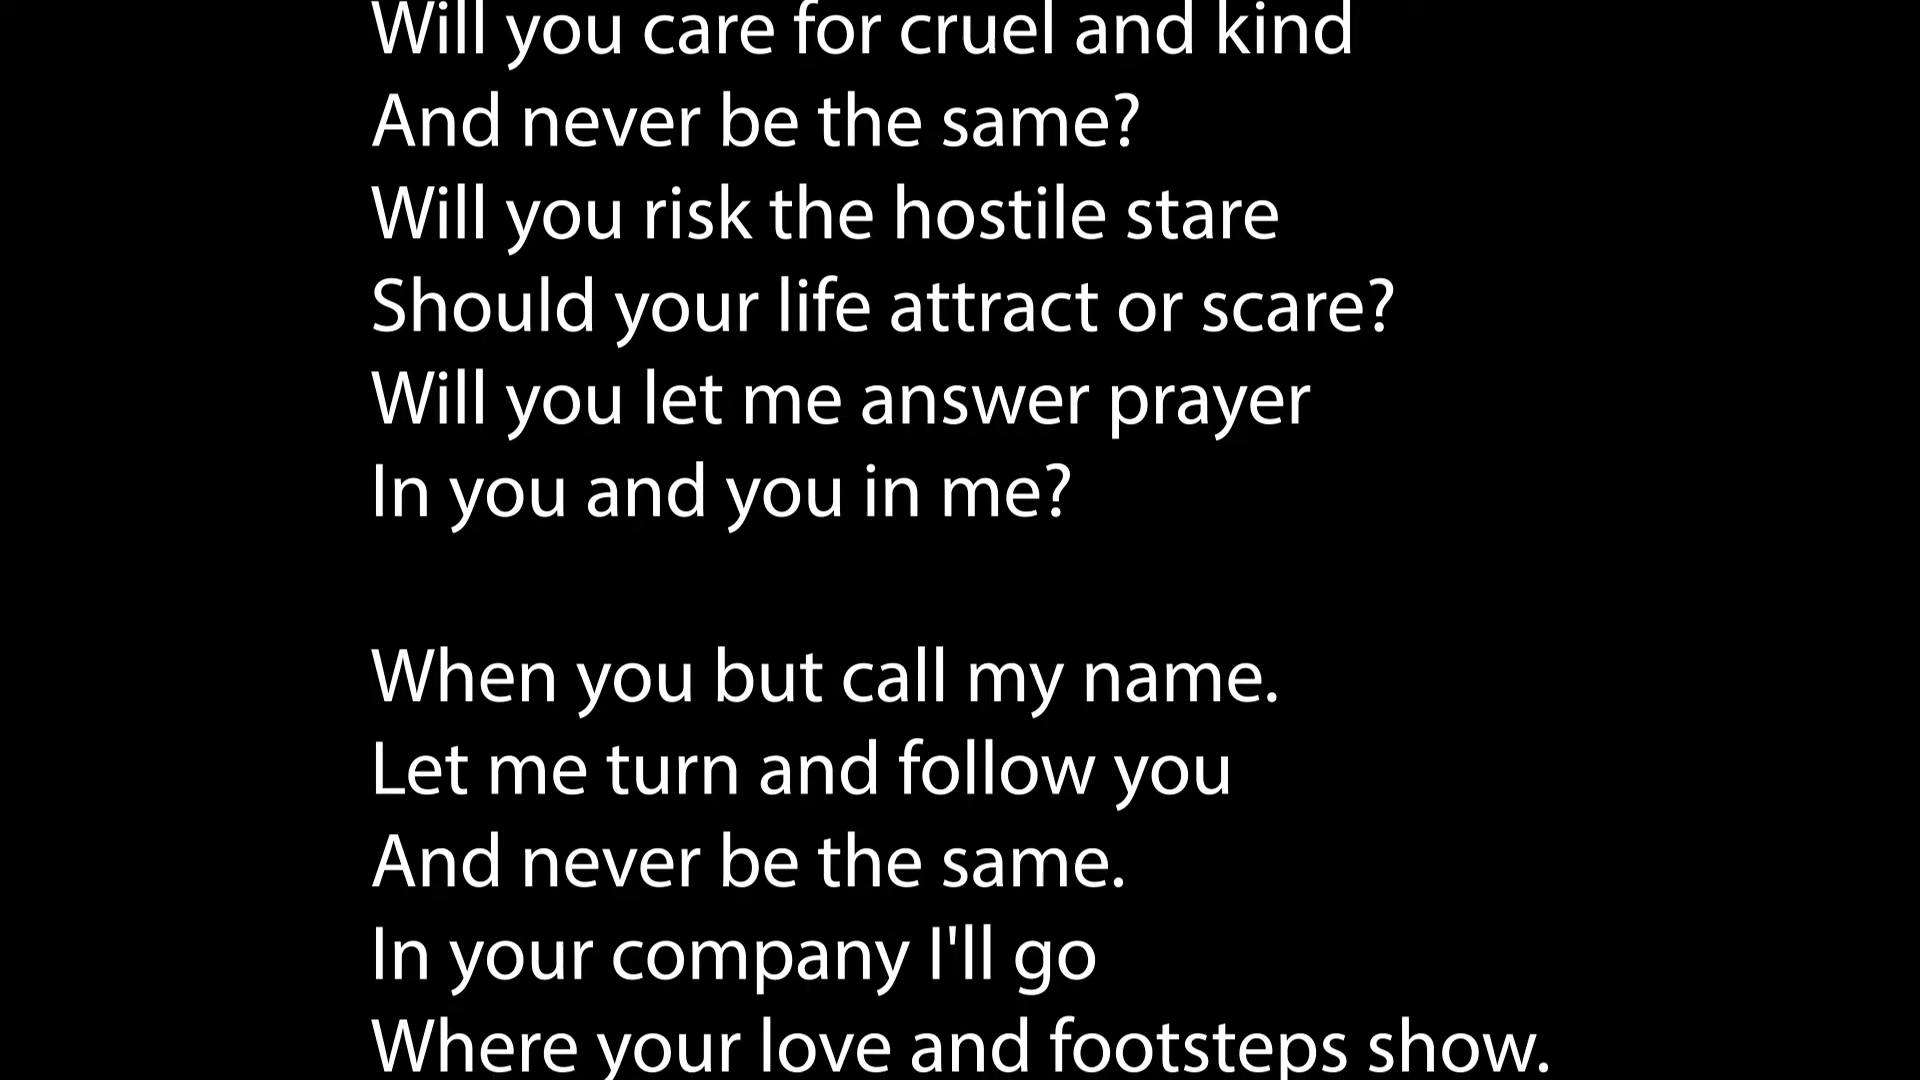 Will you care for cruel and kind
And never be the same?
Will you risk the hostile stare
Should your life attract or scare?
Will you let me answer prayer
In you and you in me?
When you but call my name.
Let me turn and follow you
And never be the same.
In your company I'll go
Where your love and footsteps show.